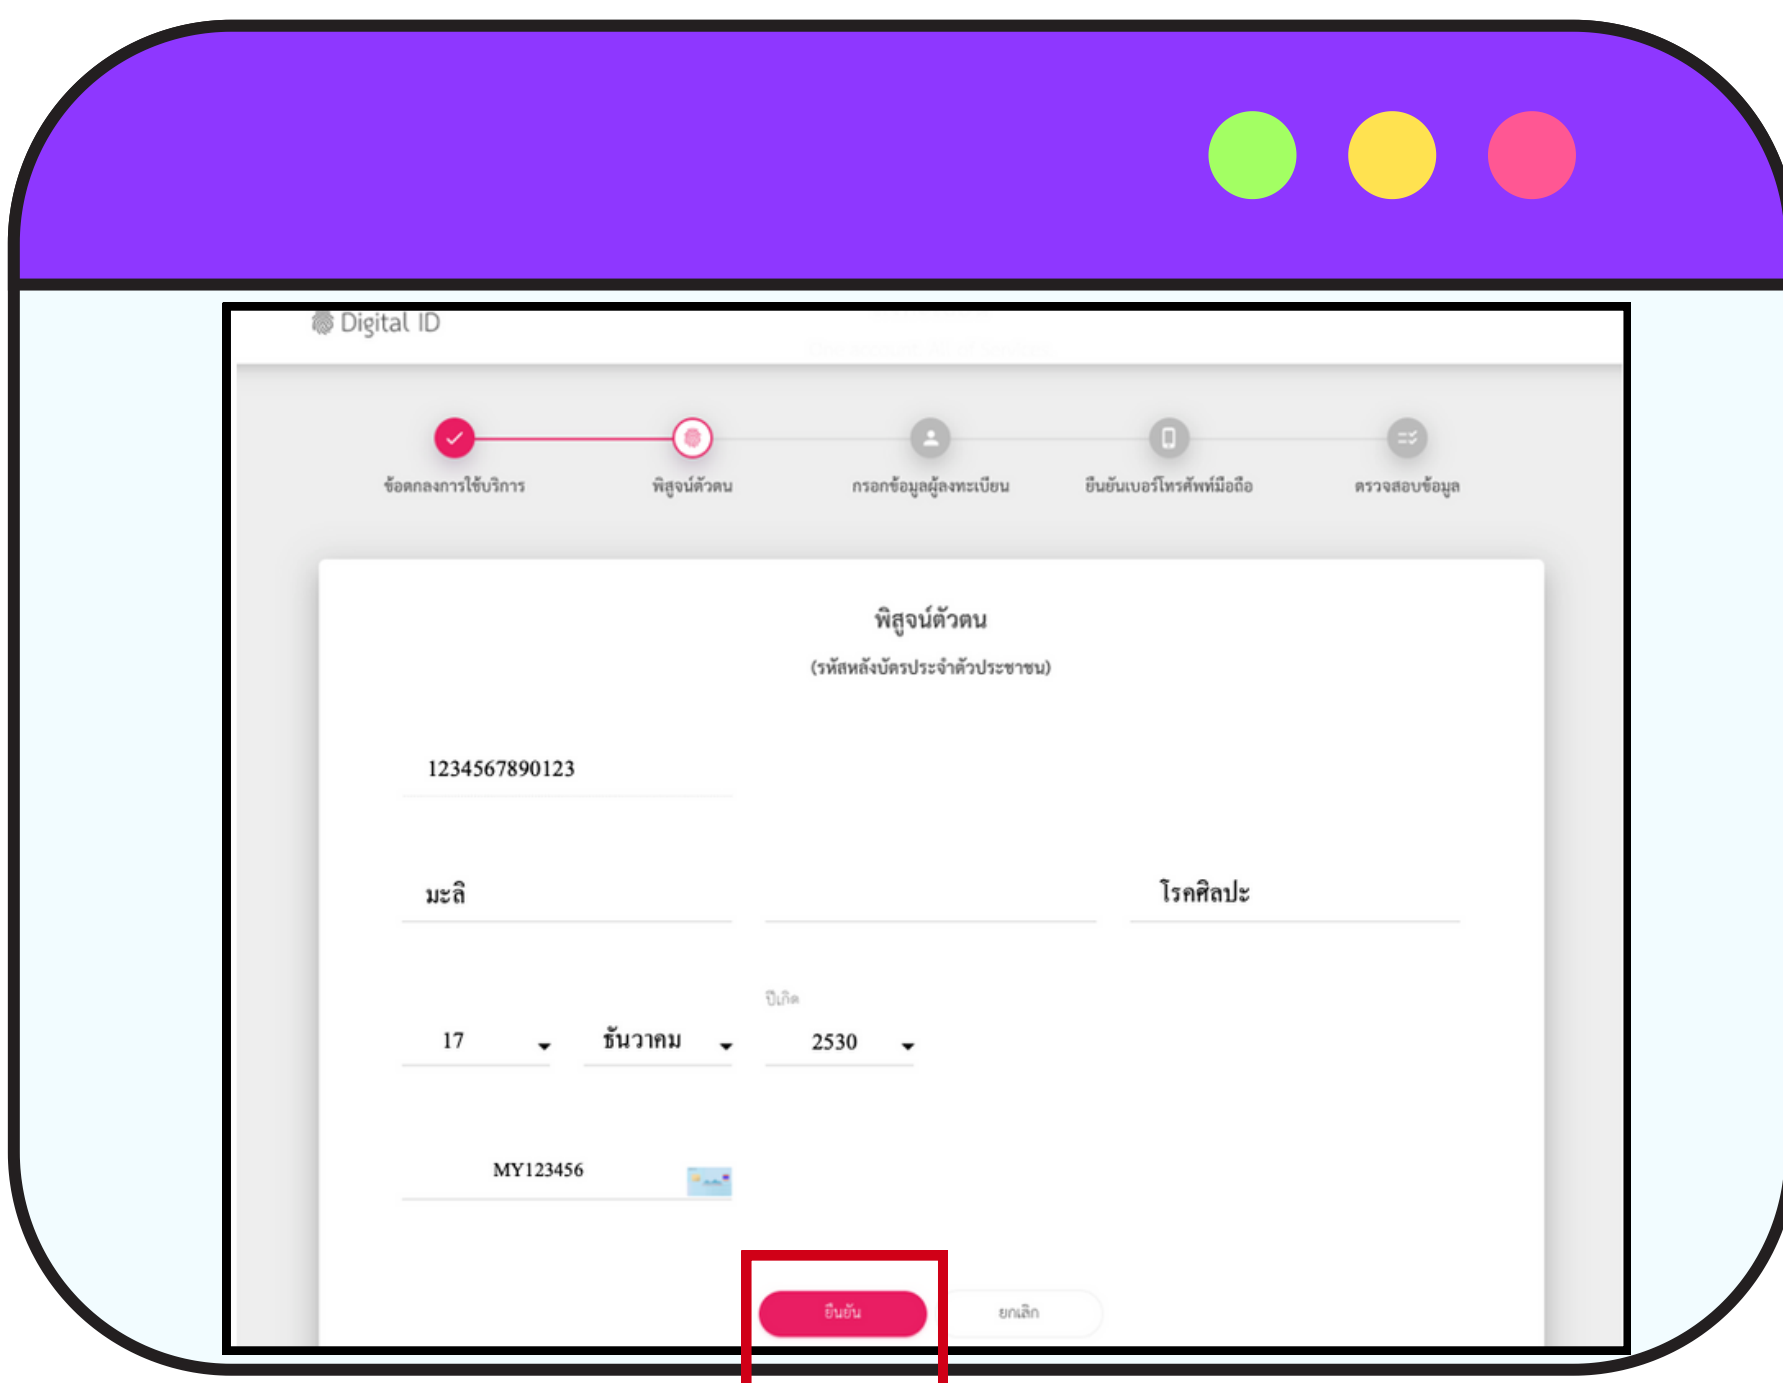 Digital ID
ข้อตกลงการใช้บริการ
พิสูจน์ตัวตน
กรอกข้อมูลผู้ลงทะเบียน
ยืนยันเบอร์โทรศัพท์มือถือ
ตรวจสอบข้อมูล
พิสูจน์ตัวตน
(รหัสหลังบัตรประจำตัวประชาชน)
1234567890123
มะลิ โรคศิลปะ
ปีเกิด
17 ธันวาคม 2530
MY123456
ยืนยัน ยกเลิก